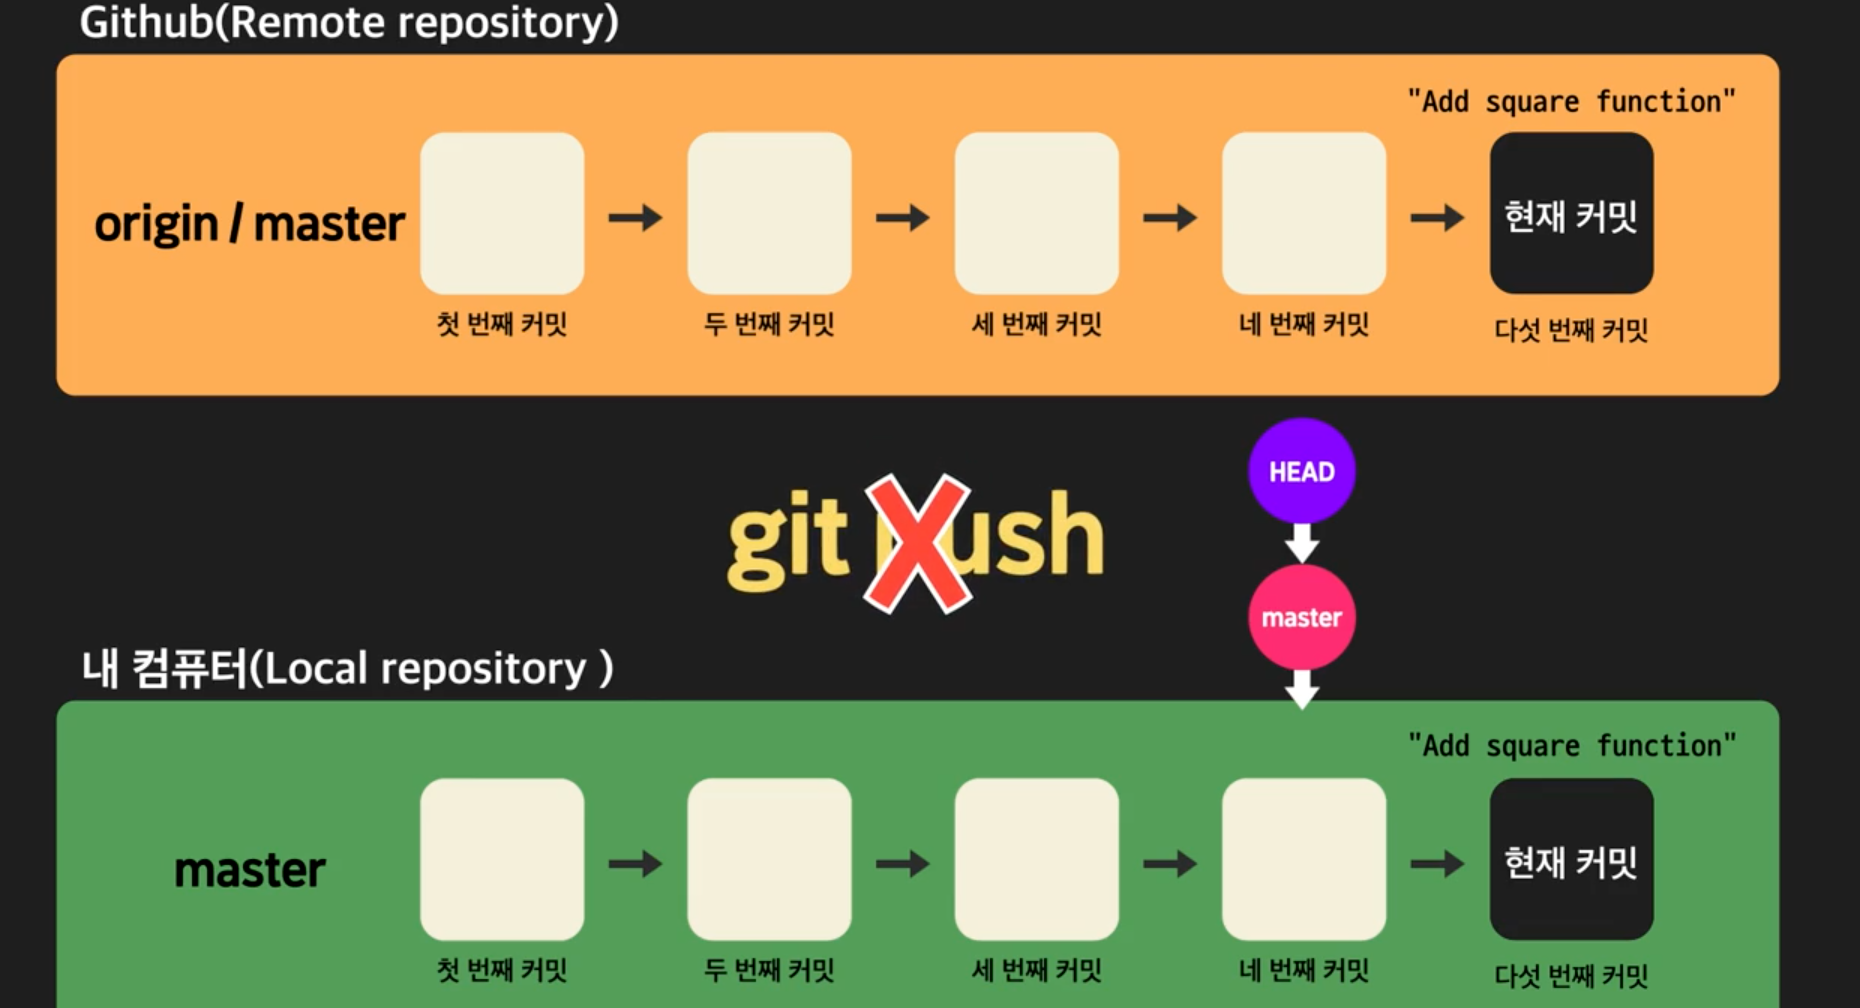 Github(Remote repository)
"Add square function"
origin / master
현재 커밋
첫 번째 커밋
두 번째 커밋
세 번째 커밋
네 번째 커밋
다섯 번째 커밋
HEAD
git push
master
내 컴퓨터(Local repository )
"Add square function"
master
현재 커밋
첫 번째 커밋
두 번째 커밋
세 번째 커밋
네 번째 커밋
다섯 번째 커밋